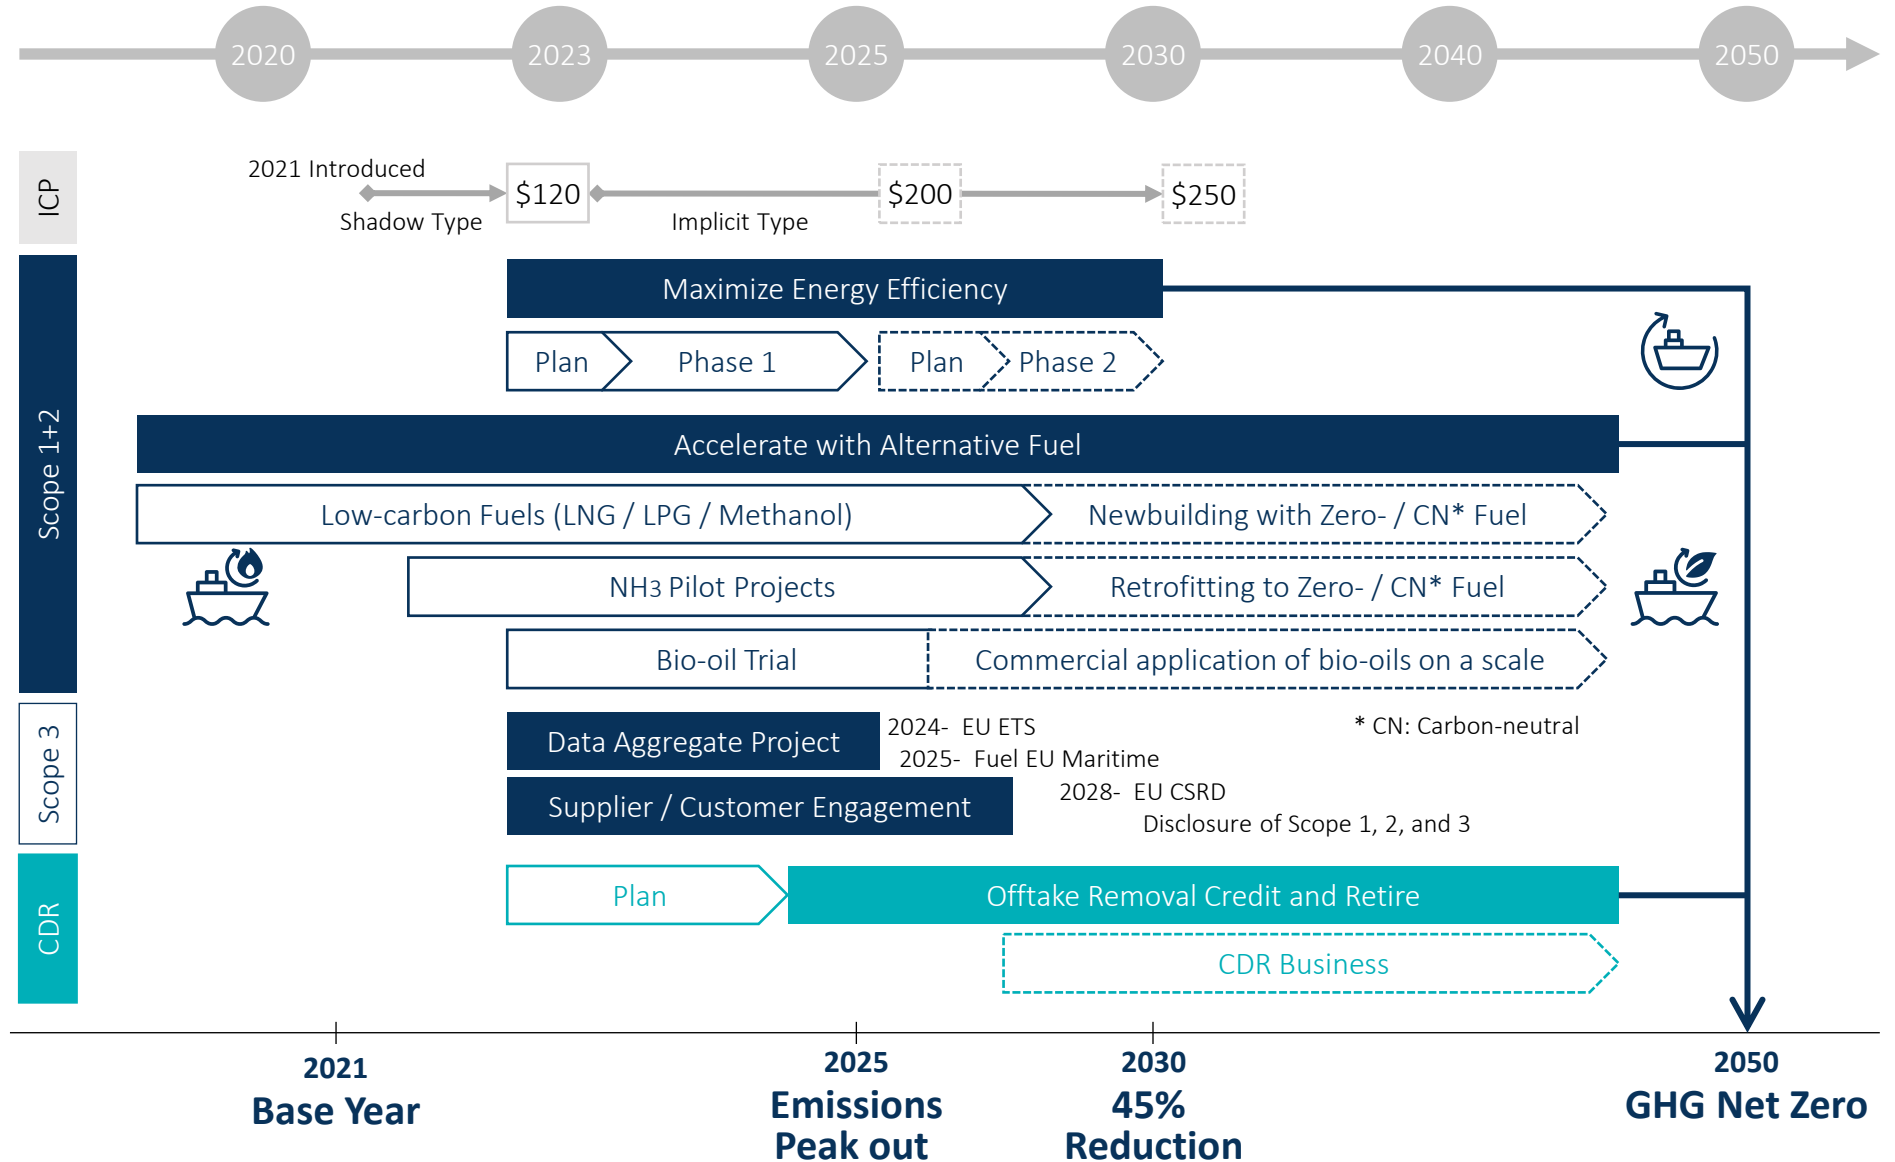 2020 2023 2025 2030 2040 2050
ICP
2021 Introduced
Shadow Type
$120
Implicit Type
$200
$250
Scope 1+2
Maximize Energy Efficiency
Plan
Phase 1
Plan
Phase 2
Accelerate with Alternative Fuel
Low-carbon Fuels (LNG / LPG / Methanol)
Newbuilding with Zero- / CN* Fuel
NH3 Pilot Projects
Retrofitting to Zero- / CN* Fuel
Bio-oil Trial
Commercial application of bio-oils on a scale
Scope 3
Data Aggregate Project
2024- EU ETS
2025- Fuel EU Maritime
* CN: Carbon-neutral
Supplier / Customer Engagement
2028- EU CSRD
Disclosure of Scope 1, 2, and 3
CDR
Plan
Offtake Removal Credit and Retire
CDR Business
2021
Base Year
2025
Emissions
Peak out
2030
45%
Reduction
2050
GHG Net Zero